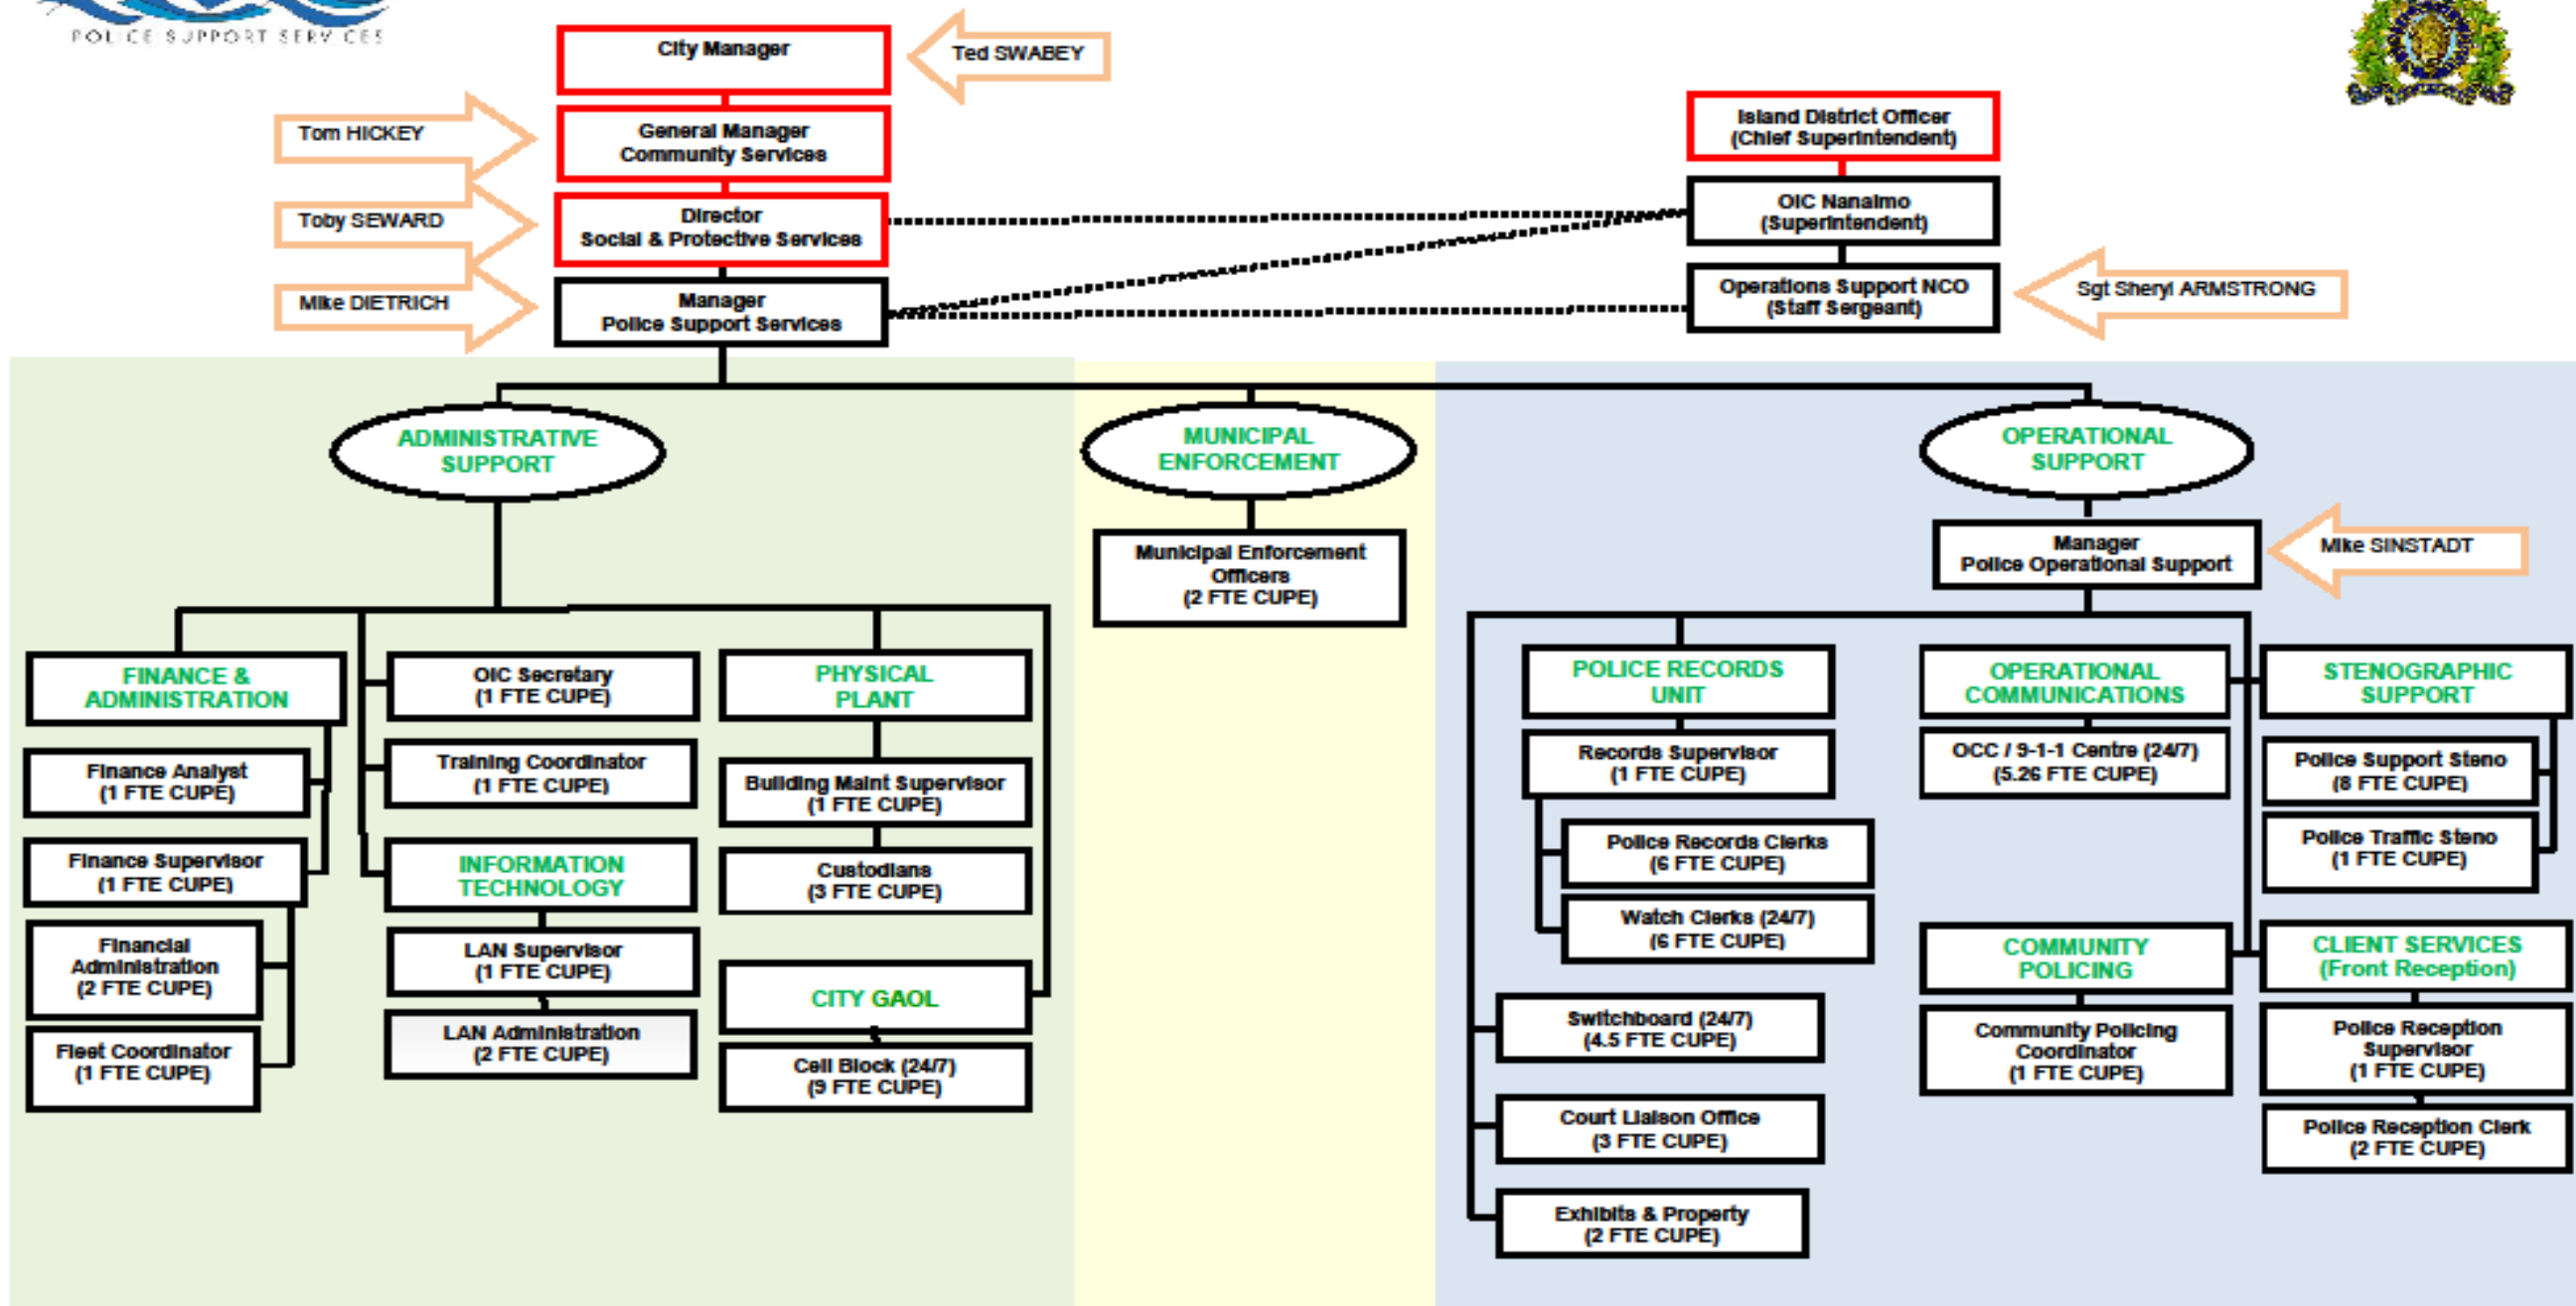 POLICE SUPPORT SERVICES
City Manager
Ted SWABEY
Tom HICKEY
General Manager
Community Services
Island District Officer
(Chief Superintendent)
Toby SEWARD
Director
Social & Protective Services
OIC Nanaimo
(Superintendent)
Mike DIETRICH
Manager
Police Support Services
Operations Support NCO
(Staff Sergeant)
Sgt Sheryl ARMSTRONG
ADMINISTRATIVE
SUPPORT
MUNICIPAL
ENFORCEMENT
OPERATIONAL
SUPPORT
Municipal Enforcement
Officers
(2 FTE CUPE)
Manager
Police Operational Support
Mike SINSTADT
FINANCE &
ADMINISTRATION
Finance Analyst
(1 FTE CUPE)
Finance Supervisor
(1 FTE CUPE)
Financial
Administration
(2 FTE CUPE)
Fleet Coordinator
(1 FTE CUPE)
OIC Secretary
(1 FTE CUPE)
Training Coordinator
(1 FTE CUPE)
INFORMATION
TECHNOLOGY
LAN Supervisor
(1 FTE CUPE)
LAN Administration
(2 FTE CUPE)
PHYSICAL
PLANT
Building Maint Supervisor
(1 FTE CUPE)
Custodians
(3 FTE CUPE)
CITY GAOL
Cell Block (24/7)
(9 FTE CUPE)
POLICE RECORDS
UNIT
Records Supervisor
(1 FTE CUPE)
Police Records Clerks
(6 FTE CUPE)
Watch Clerks (24/7)
(6 FTE CUPE)
Switchboard (24/7)
(4.5 FTE CUPE)
Court Liaison Office
(3 FTE CUPE)
Exhibits & Property
(2 FTE CUPE)
OPERATIONAL
COMMUNICATIONS
OCC / 9-1-1 Centre (24/7)
(5.26 FTE CUPE)
COMMUNITY
POLICING
Community Policing
Coordinator
(1 FTE CUPE)
STENOGRAPHIC
SUPPORT
Police Support Steno
(8 FTE CUPE)
Police Traffic Steno
(1 FTE CUPE)
CLIENT SERVICES
(Front Reception)
Police Reception
Supervisor
(1 FTE CUPE)
Police Reception Clerk
(2 FTE CUPE)